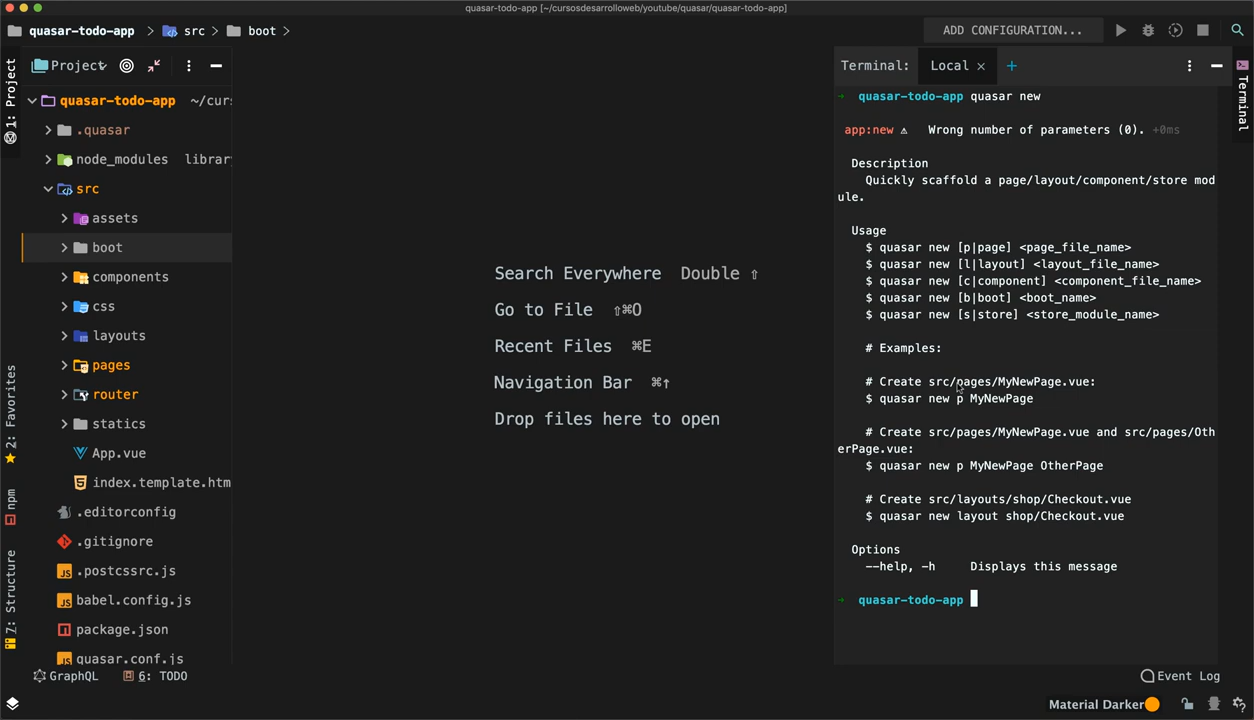 quasar-todo-app [~/cursosdesarrolloweb/youtube/quasar/quasar-todo-app]
quasar-todo-app
src
boot
ADD CONFIGURATION...
1: Project
2: Favorites
npm
7: Structure
Project
quasar-todo-app ~/curs
.quasar
node_modules library
src
assets
boot
components
css
layouts
pages
router
statics
App.vue
index.template.htm
.editorconfig
.gitignore
.postcssrc.js
babel.config.js
package.json
quasar.conf.js
Search Everywhere Double ⇧
Go to File ⇧⌘O
Recent Files ⌘E
Navigation Bar ⌘↑
Drop files here to open
Terminal: Local × +
Terminal
→ quasar-todo-app quasar new
app:new ⚠ Wrong number of parameters (0). +0ms
Description
Quickly scaffold a page/layout/component/store mod
ule.
Usage
$ quasar new [p|page] <page_file_name>
$ quasar new [l|layout] <layout_file_name>
$ quasar new [c|component] <component_file_name>
$ quasar new [b|boot] <boot_name>
$ quasar new [s|store] <store_module_name>
# Examples:
# Create src/pages/MyNewPage.vue:
$ quasar new p MyNewPage
# Create src/pages/MyNewPage.vue and src/pages/Oth
erPage.vue:
$ quasar new p MyNewPage OtherPage
# Create src/layouts/shop/Checkout.vue
$ quasar new layout shop/Checkout.vue
Options
--help, -h Displays this message
→ quasar-todo-app
GraphQL
6: TODO
Event Log
Material Darker